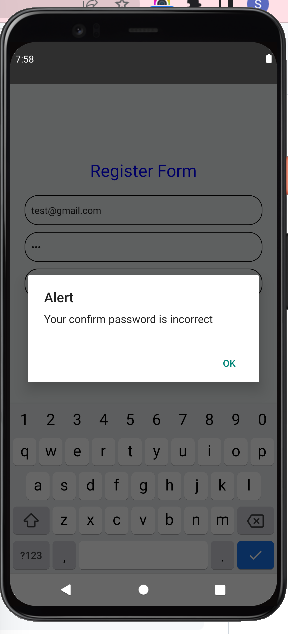 S
7:58
Register Form
test@gmail.com
Alert
Your confirm password is incorrect
OK
1 2 3 4 5 6 7 8 9 0
q w e r t y u i o p
a s d f g h j k l
z x c v b n m
?123 , .